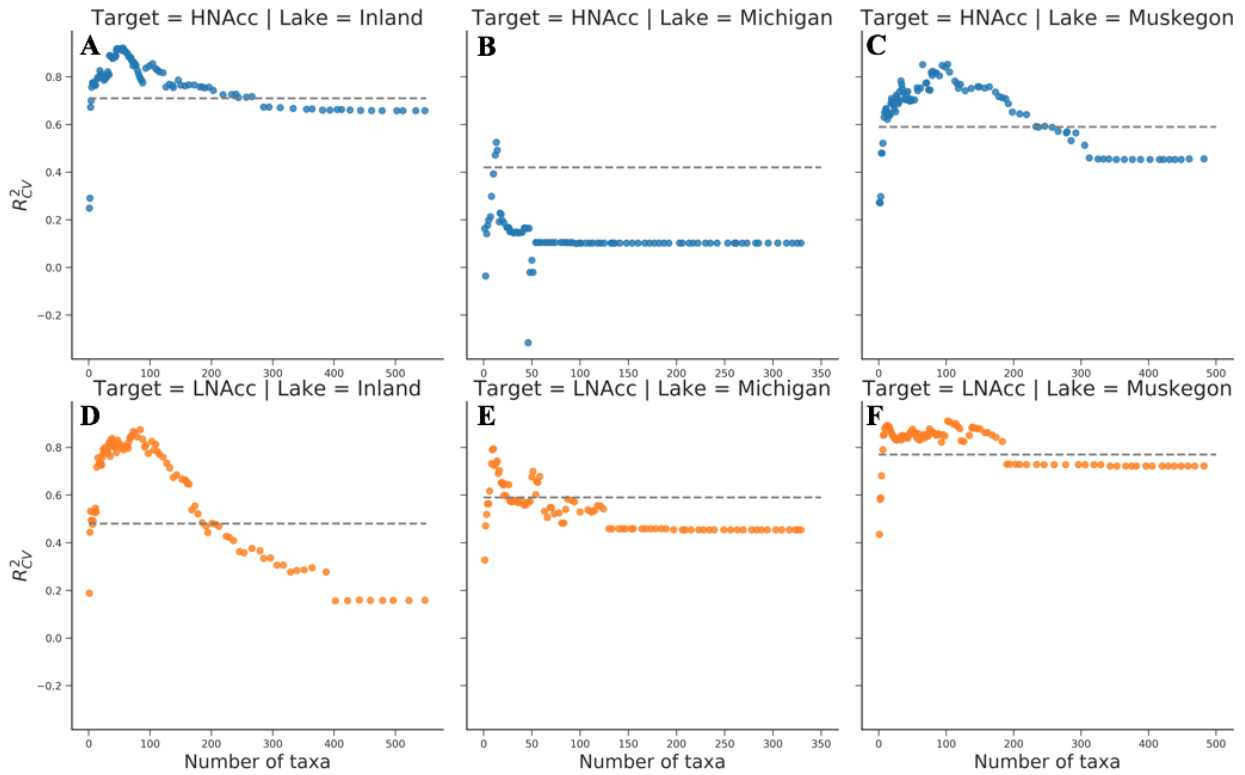 Target = HNAcc | Lake = Inland
Target = HNAcc | Lake = Michigan
Target = HNAcc | Lake = Muskegon
A
B
C
0.8
0.6
0.4
0.2
0.0
−0.2
R²CV
0 100 200 300 400 500
0 50 100 150 200 250 300 350
0 100 200 300 400 500
Target = LNAcc | Lake = Inland
Target = LNAcc | Lake = Michigan
Target = LNAcc | Lake = Muskegon
D
E
F
0.8
0.6
0.4
0.2
0.0
−0.2
R²CV
0 100 200 300 400 500
0 50 100 150 200 250 300 350
0 100 200 300 400 500
Number of taxa
Number of taxa
Number of taxa